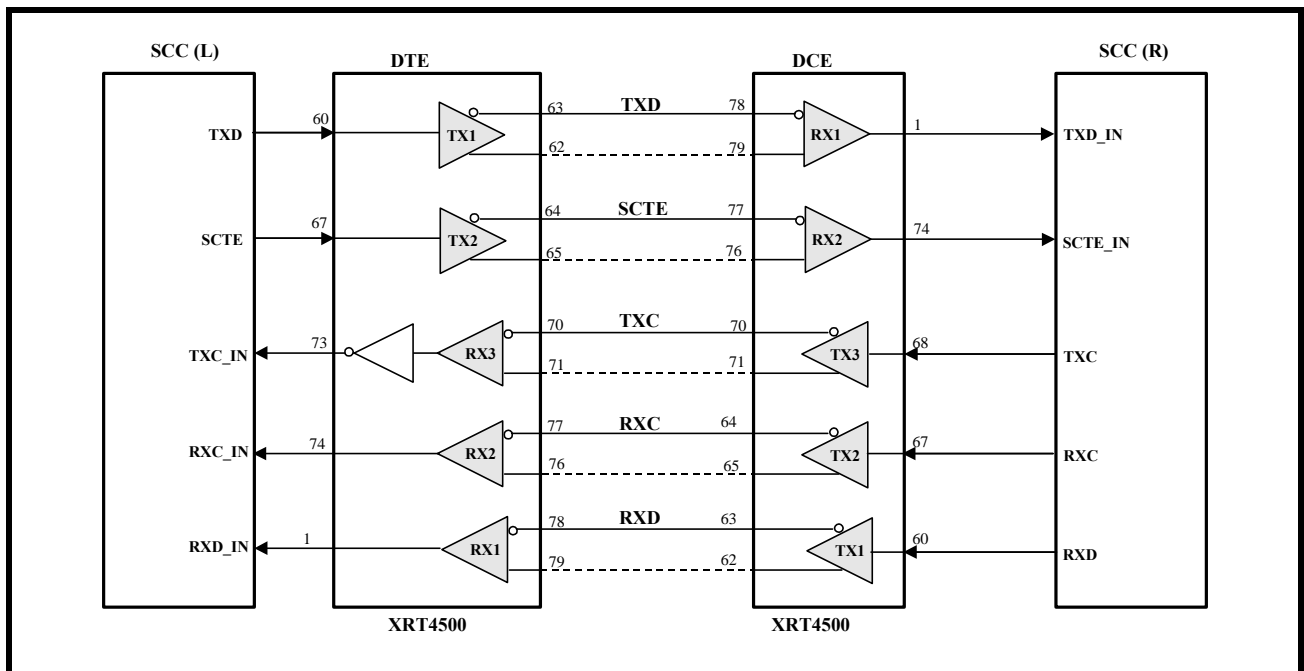 SCC (L)
DTE
DCE
SCC (R)
TXD
60
TX1
63
TXD
78
RX1
1
TXD_IN
62
79
SCTE
67
TX2
64
SCTE
77
RX2
74
SCTE_IN
65
76
TXC_IN
73
RX3
70
TXC
70
TX3
68
TXC
71
71
RXC_IN
74
RX2
77
RXC
64
TX2
67
RXC
76
65
RXD_IN
1
RX1
78
RXD
63
TX1
60
RXD
79
62
XRT4500
XRT4500